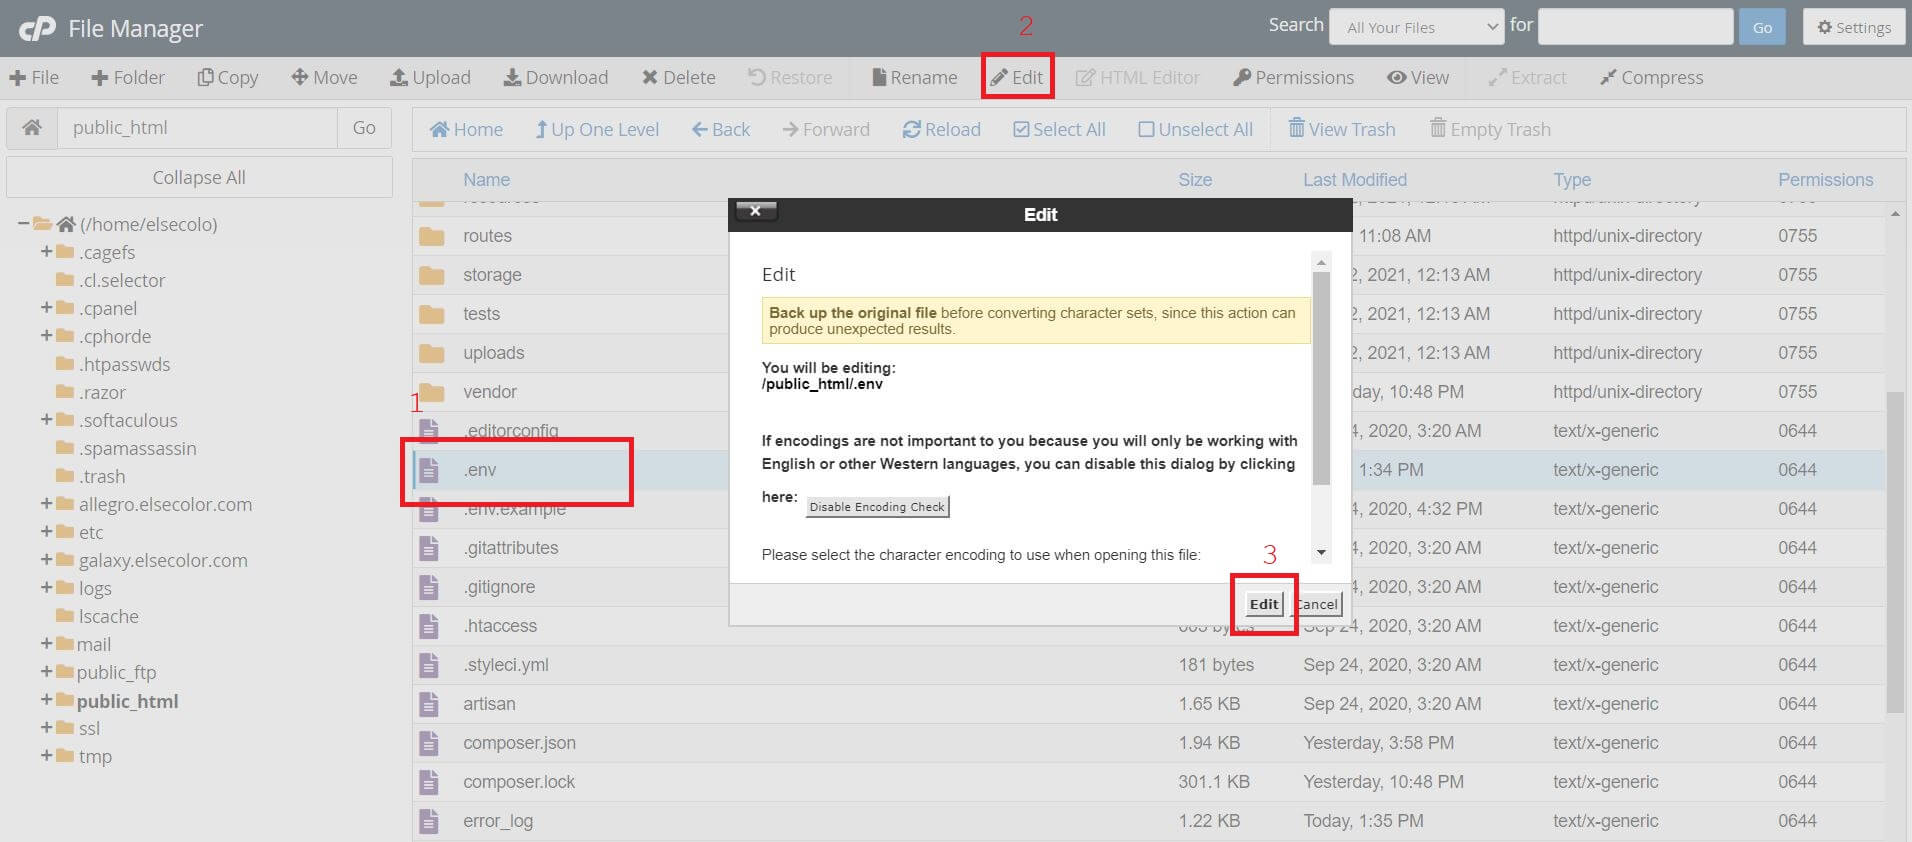 cP File Manager
2
Search All Your Files for Go Settings
File Folder Copy Move Upload Download Delete Restore Rename Edit HTML Editor Permissions View Extract Compress
public_html Go
Home Up One Level Back Forward Reload Select All Unselect All View Trash Empty Trash
Collapse All
(/home/elsecolo)
.cagefs
.cl.selector
.cpanel
.cphorde
.htpasswds
.razor
.softaculous
.spamassassin
.trash
allegro.elsecolor.com
etc
galaxy.elsecolor.com
logs
lscache
mail
public_ftp
public_html
ssl
tmp
Name Size Last Modified Type Permissions
resources
routes 11:08 AM httpd/unix-directory 0755
storage 2, 2021, 12:13 AM httpd/unix-directory 0755
tests 2, 2021, 12:13 AM httpd/unix-directory 0755
uploads 2, 2021, 12:13 AM httpd/unix-directory 0755
vendor day, 10:48 PM httpd/unix-directory 0755
1
.editorconfig 4, 2020, 3:20 AM text/x-generic 0644
.env 1:34 PM text/x-generic 0644
.env.example 4, 2020, 4:32 PM text/x-generic 0644
.gitattributes 4, 2020, 3:20 AM text/x-generic 0644
.gitignore 4, 2020, 3:20 AM text/x-generic 0644
.htaccess bytes Sep 24, 2020, 3:20 AM text/x-generic 0644
.styleci.yml 181 bytes Sep 24, 2020, 3:20 AM text/x-generic 0644
artisan 1.65 KB Sep 24, 2020, 3:20 AM text/x-generic 0644
composer.json 1.94 KB Yesterday, 3:58 PM text/x-generic 0644
composer.lock 301.1 KB Yesterday, 10:48 PM text/x-generic 0644
error_log 1.22 KB Today, 1:35 PM text/x-generic 0644
Edit
Edit
Back up the original file before converting character sets, since this action can
produce unexpected results.
You will be editing:
/public_html/.env
If encodings are not important to you because you will only be working with
English or other Western languages, you can disable this dialog by clicking
here: Disable Encoding Check
Please select the character encoding to use when opening this file:
3
Edit Cancel